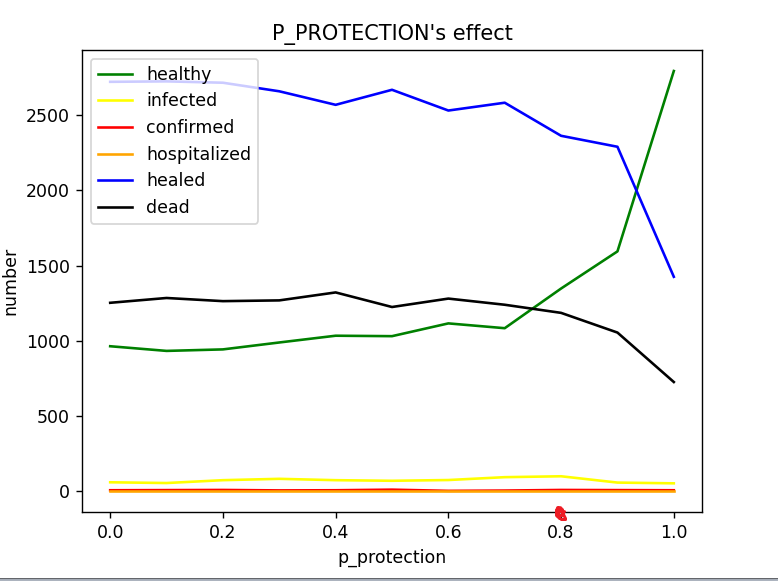 P_PROTECTION's effect
healthy
infected
confirmed
hospitalized
healed
dead
number
2500
2000
1500
1000
500
0
0.0 0.2 0.4 0.6 0.8 1.0
p_protection